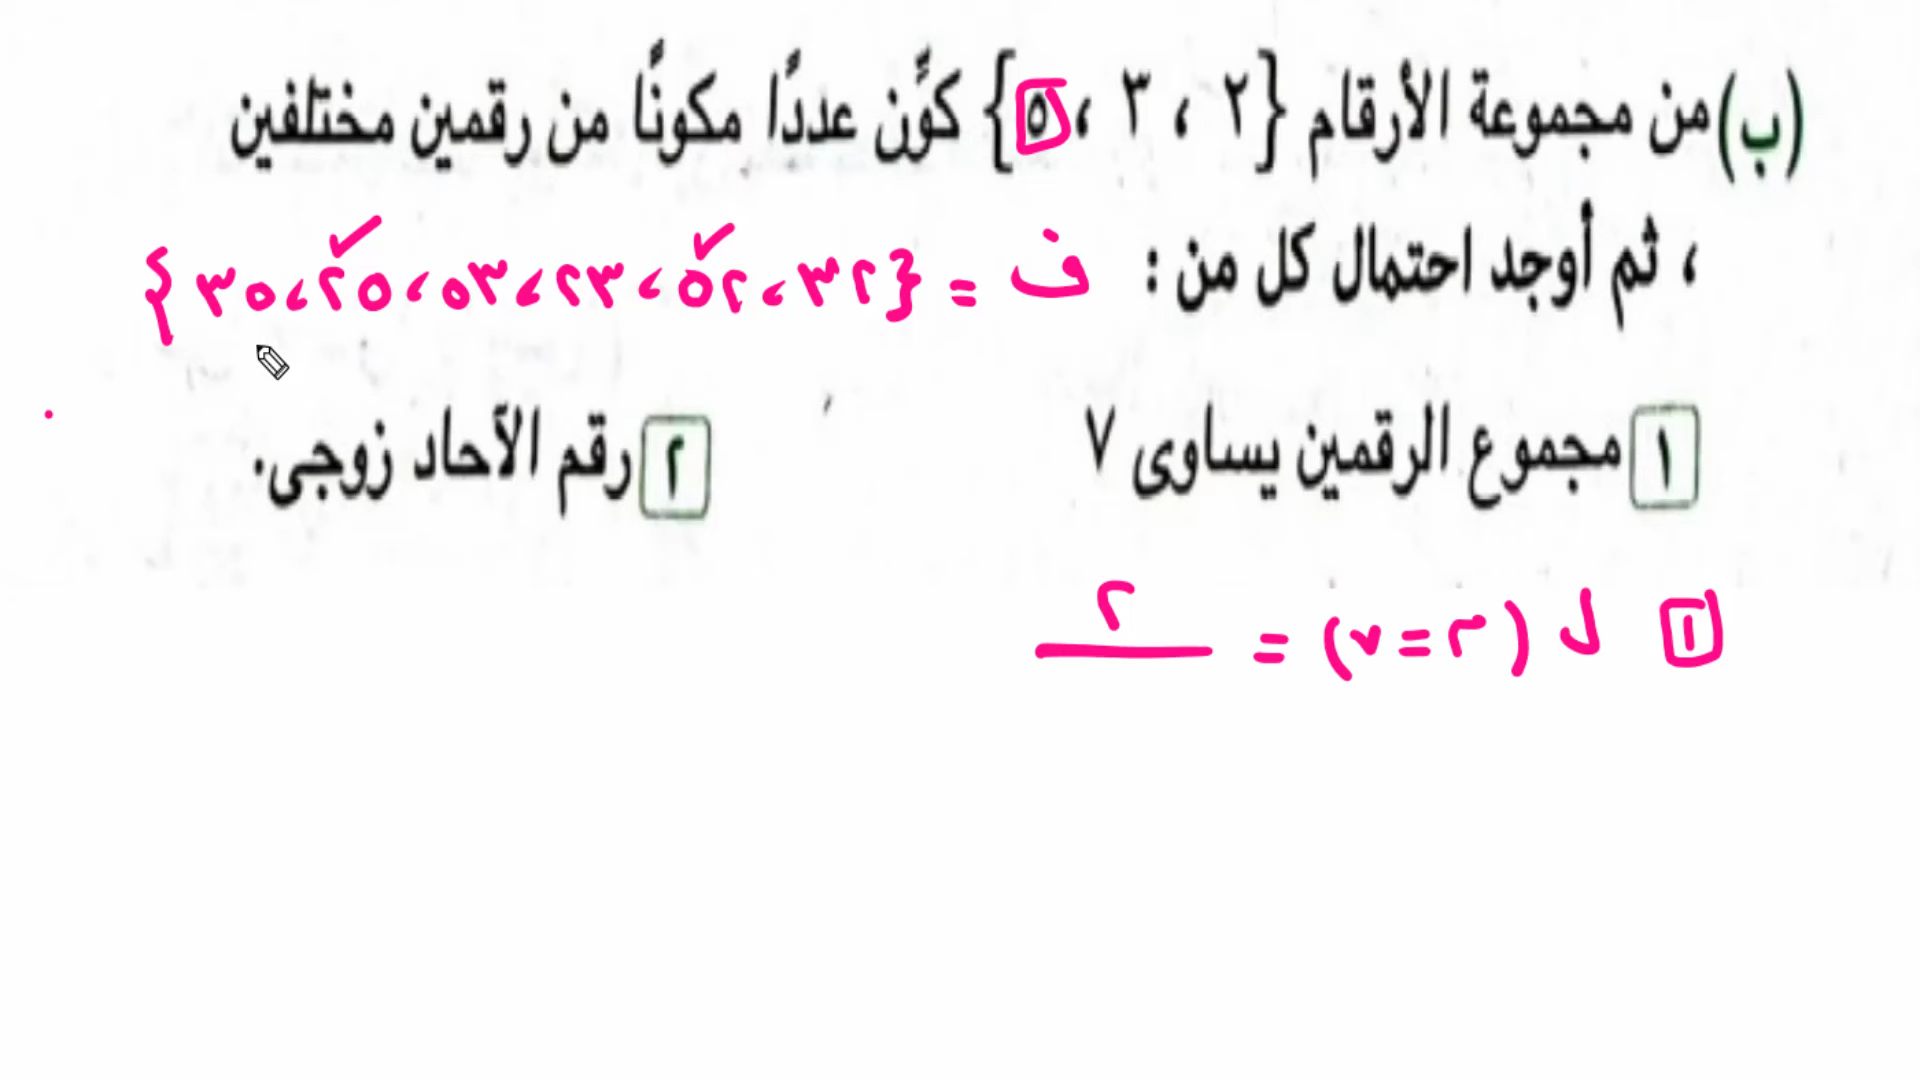 (ب) من مجموعة الأرقام {٢ ، ٣ ، ٥} كوِّن عددًا مكونًا من رقمين مختلفين
، ثم أوجد احتمال كل من :
ف = {٣٢ ، ٥٢ ، ٢٣ ، ٥٣ ، ٢٥ ، ٣٥}
١ مجموع الرقمين يساوى ٧
٢ رقم الآحاد زوجى.
١ ل (٢ = ٧) = ٢